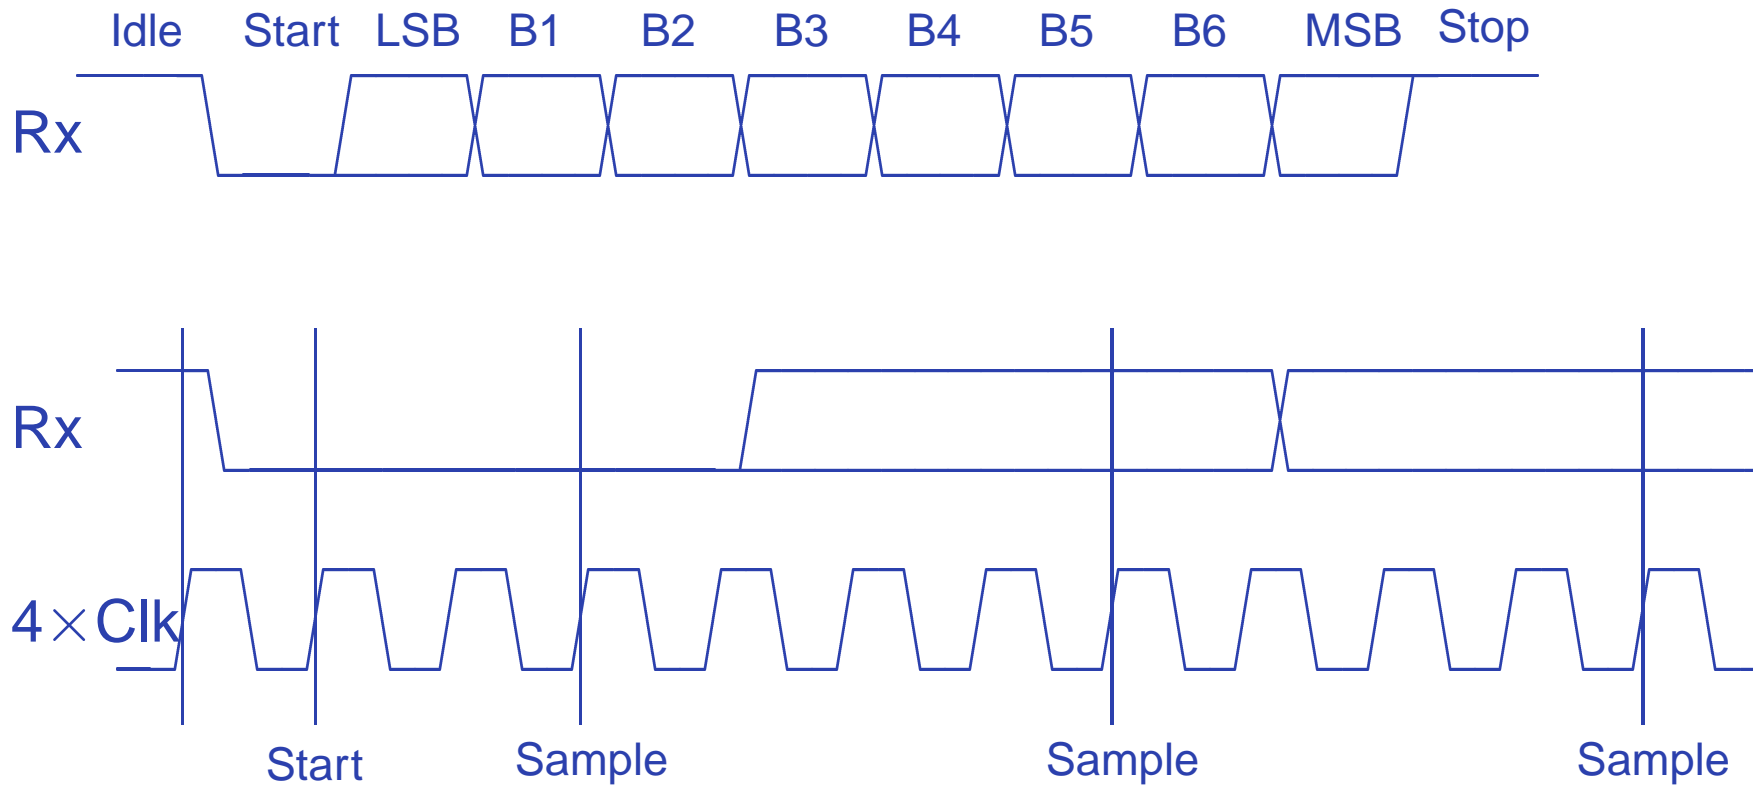 Idle Start LSB B1 B2 B3 B4 B5 B6 MSB Stop
Rx
Rx
4×Clk
Start Sample Sample Sample